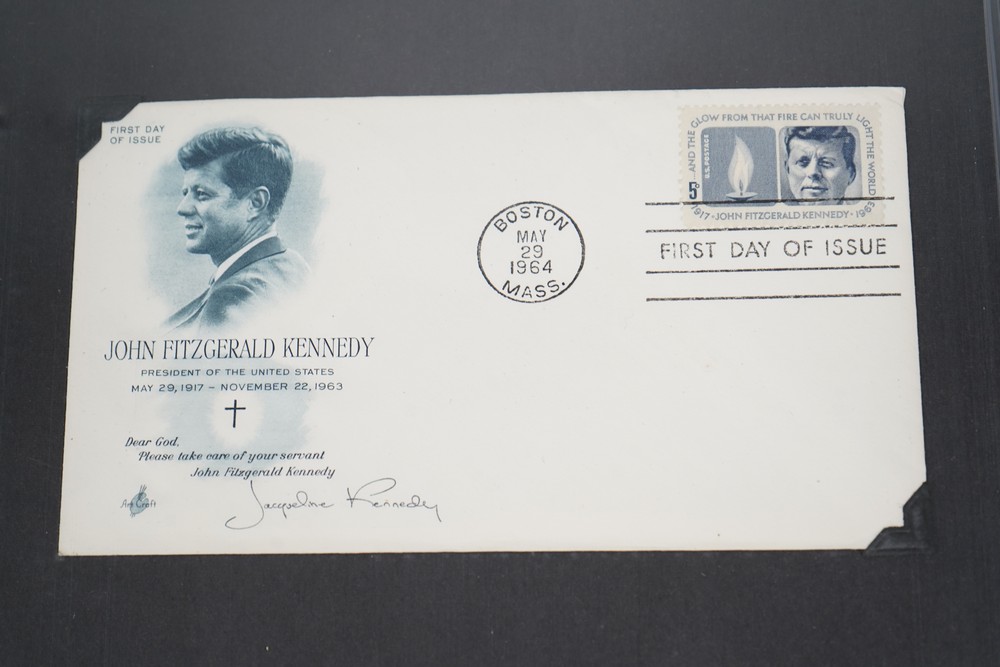 FIRST DAY
OF ISSUE
JOHN FITZGERALD KENNEDY
PRESIDENT OF THE UNITED STATES
MAY 29, 1917 – NOVEMBER 22, 1963
Dear God,
Please take care of your servant
John Fitzgerald Kennedy
Art Craft
Jacqueline Kennedy
BOSTON
MAY
29
1964
MASS.
AND THE GLOW FROM THAT FIRE CAN TRULY LIGHT THE WORLD
U.S. POSTAGE
5c
1917 · JOHN FITZGERALD KENNEDY · 1963
FIRST DAY OF ISSUE